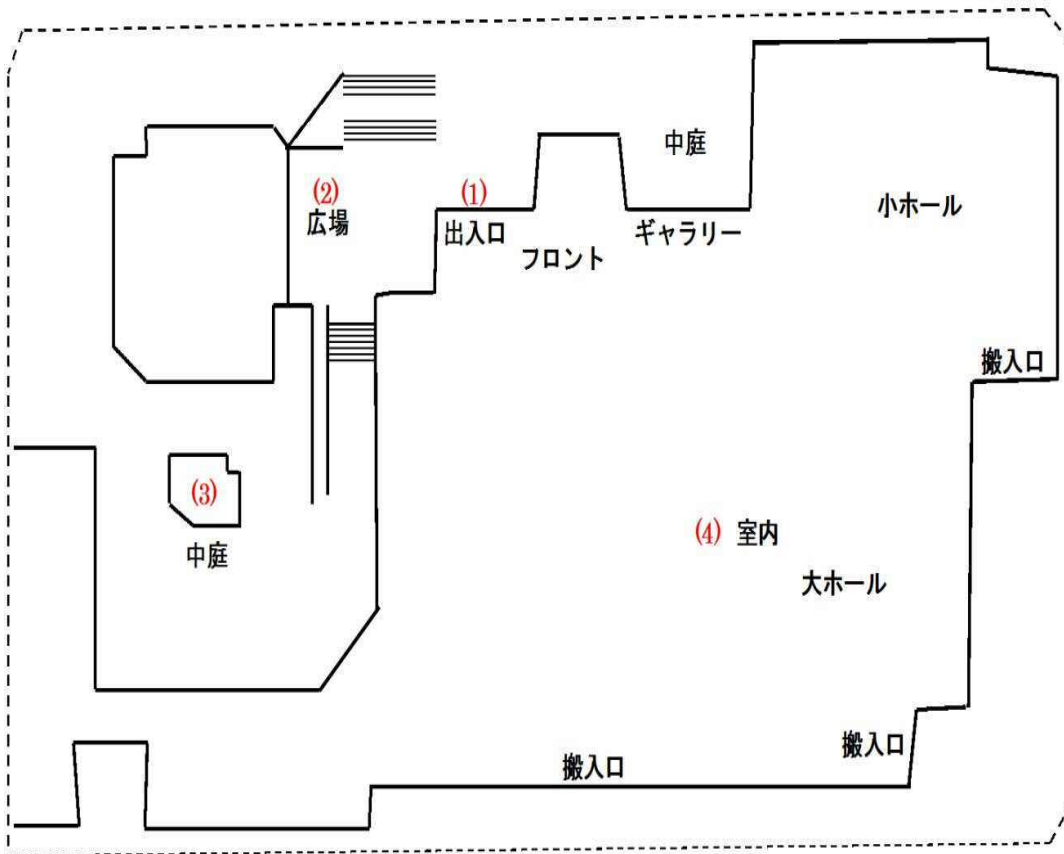 中庭
(2)
(1)
小ホール
広場
出入口
ギャラリー
フロント
搬入口
(3)
(4) 室内
中庭
大ホール
搬入口
搬入口